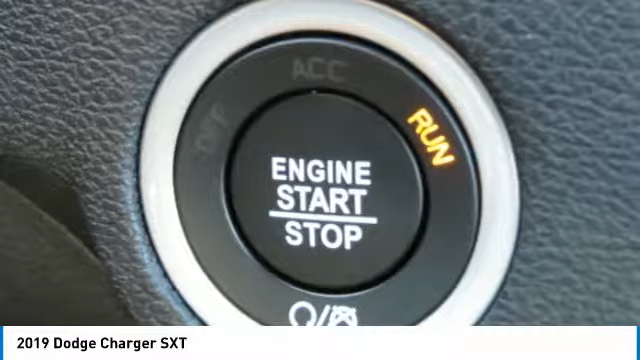 ACC
OFF
RUN
ENGINE
START
STOP
2019 Dodge Charger SXT